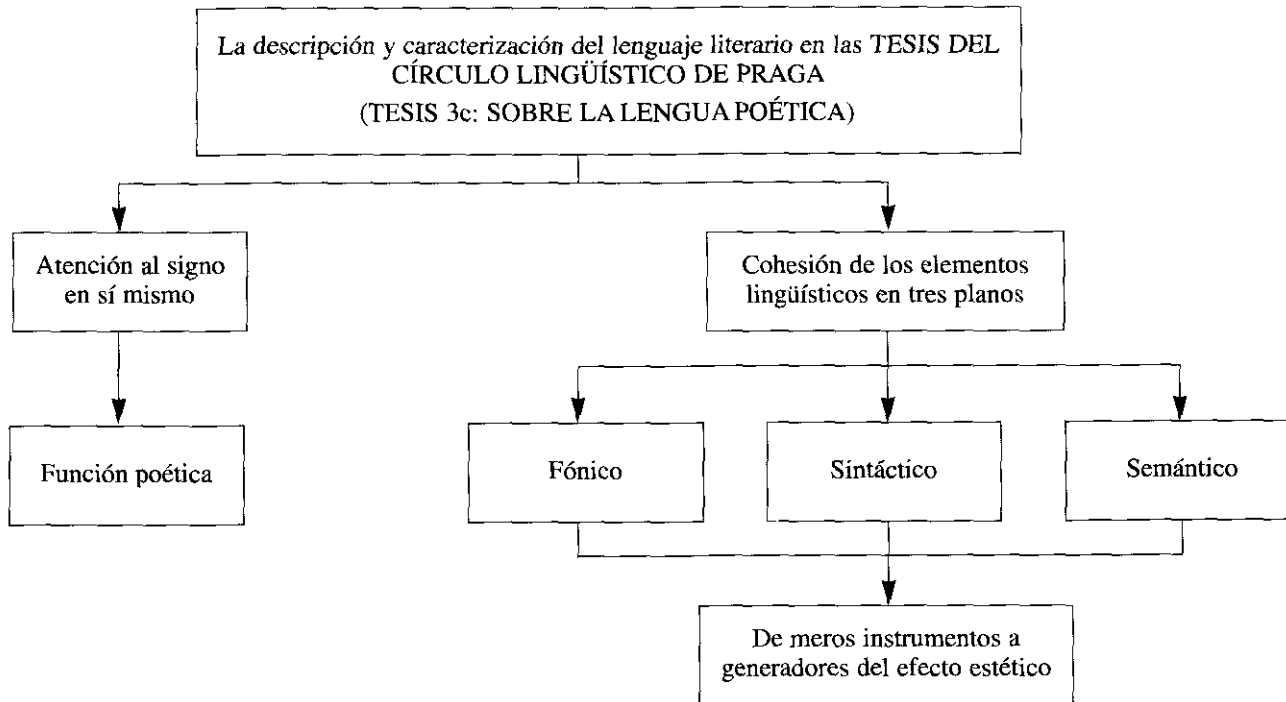 La descripción y caracterización del lenguaje literario en las TESIS DEL
CÍRCULO LINGÜÍSTICO DE PRAGA
(TESIS 3c: SOBRE LA LENGUA POÉTICA)
Atención al signo
en sí mismo
Cohesión de los elementos
lingüísticos en tres planos
Función poética
Fónico
Sintáctico
Semántico
De meros instrumentos a
generadores del efecto estético